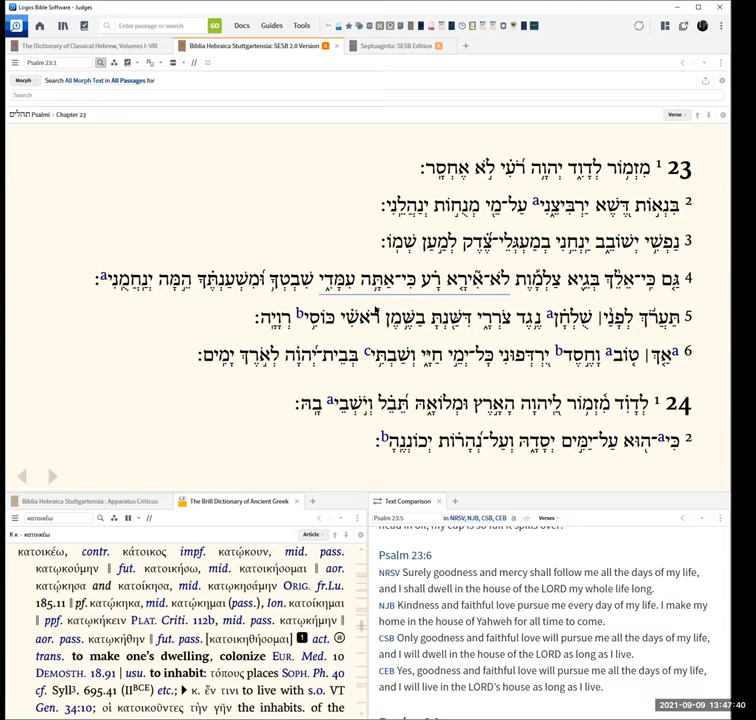 Logos Bible Software - Judges
Enter passage or search
GO
Docs
Guides
Tools
The Dictionary of Classical Hebrew, Volumes I–VIII
Biblia Hebraica Stuttgartensia: SESB 2.0 Version
Septuaginta: SESB Edition
Psalm 23:1
Morph
Search All Morph Text in All Passages for
Search
תהלים Psalmi › Chapter 23
Verse
23 1 מִזְמ֥וֹר לְדָוִ֑ד יְהוָ֥ה רֹ֝עִ֗י לֹ֣א אֶחְסָֽר׃
2 בִּנְא֣וֹת דֶּ֭שֶׁא יַרְבִּיצֵ֑נִיa עַל־מֵ֖י מְנֻח֣וֹת יְנַהֲלֵֽנִי׃
3 נַפְשִׁ֥י יְשׁוֹבֵ֑ב יַֽנְחֵ֥נִי בְמַעְגְּלֵי־צֶ֝֗דֶק לְמַ֣עַן שְׁמֽוֹ׃
4 גַּ֤ם כִּֽי־אֵלֵ֨ךְ בְּגֵ֪יא צַלְמָ֡וֶת לֹא־אִ֘ירָ֤א רָ֗ע כִּי־אַתָּ֥ה עִמָּדִ֑י שִׁבְטְךָ֥ וּ֝מִשְׁעַנְתֶּ֗ךָ הֵ֣מָּה יְנַֽחֲמֻֽנִיa׃
5 תַּעֲרֹ֬ךְ לְפָנַ֨י׀ שֻׁלְחָ֗ןa נֶ֥גֶד צֹרְרָ֑י דִּשַּׁ֖נְתָּ בַשֶּׁ֥מֶן רֹ֝אשִׁ֗י כּוֹסִ֥יb רְוָיָֽה׃
6 aאַ֤ךְ׀ ט֤וֹבa וָחֶ֣סֶדb יִ֭רְדְּפוּנִי כָּל־יְמֵ֣י חַיָּ֑י וְשַׁבְתִּ֥יc בְּבֵית־יְ֝הוָ֗ה לְאֹ֣רֶךְ יָמִֽים׃
24 1 לְדָוִ֗ד מִ֫זְמ֥וֹר לַֽ֭יהוָה הָאָ֣רֶץ וּמְלוֹאָ֑הּ תֵּ֝בֵ֗ל וְיֹ֣שְׁבֵיa בָֽהּ׃
2 כִּיa־ה֭וּא עַל־יַמִּ֣ים יְסָדָ֑הּ וְעַל־נְ֝הָר֗וֹת יְכוֹנְנֶֽהָb׃
Biblia Hebraica Stuttgartensia : Apparatus Criticus
The Brill Dictionary of Ancient Greek
κατοικέω
Κ κ › κατοικέω
Article
κατοικέω, contr. κάτοικος impf. κατῴκουν, mid. pass.
κατῳκούμην ‖ fut. κατοικήσω, mid. κατοικήσομαι ‖ aor.
κατῴκησα and κατοίκησα, mid. κατῳκησάμην ORIG. fr.Lu.
185.11 ‖ pf. κατῴκηκα, mid. κατῴκημαι (pass.), Ion. κατοίκημαι
‖ ppf. κατῳκήκειν PLAT. Criti. 112b, mid. pass. κατῳκήμην ‖
aor. pass. κατῳκήθην ‖ fut. pass. [κατοικηθήσομαι] 1 act. ⓐ
trans. to make one's dwelling, colonize EUR. Med. 10
DEMOSTH. 18.91 | usu. to inhabit: τόπους places SOPH. Ph. 40
cf. Syll³. 695.41 (IIBCE) etc.; ▶ κ. ἔν τινι to live with s.o. VT
Gen. 34:10; οἱ κατοικοῦντες τὴν γῆν the inhabits. of the
Text Comparison
Psalm 23:5
in NRSV, NJB, CSB, CEB
Verses
Psalm 23:6
NRSV Surely goodness and mercy shall follow me all the days of my life,
and I shall dwell in the house of the LORD my whole life long.
NJB Kindness and faithful love pursue me every day of my life. I make my
home in the house of Yahweh for all time to come.
CSB Only goodness and faithful love will pursue me all the days of my life,
and I will dwell in the house of the LORD as long as I live.
CEB Yes, goodness and faithful love will pursue me all the days of my life,
and I will live in the LORD's house as long as I live.
2021-09-09 13:47:40